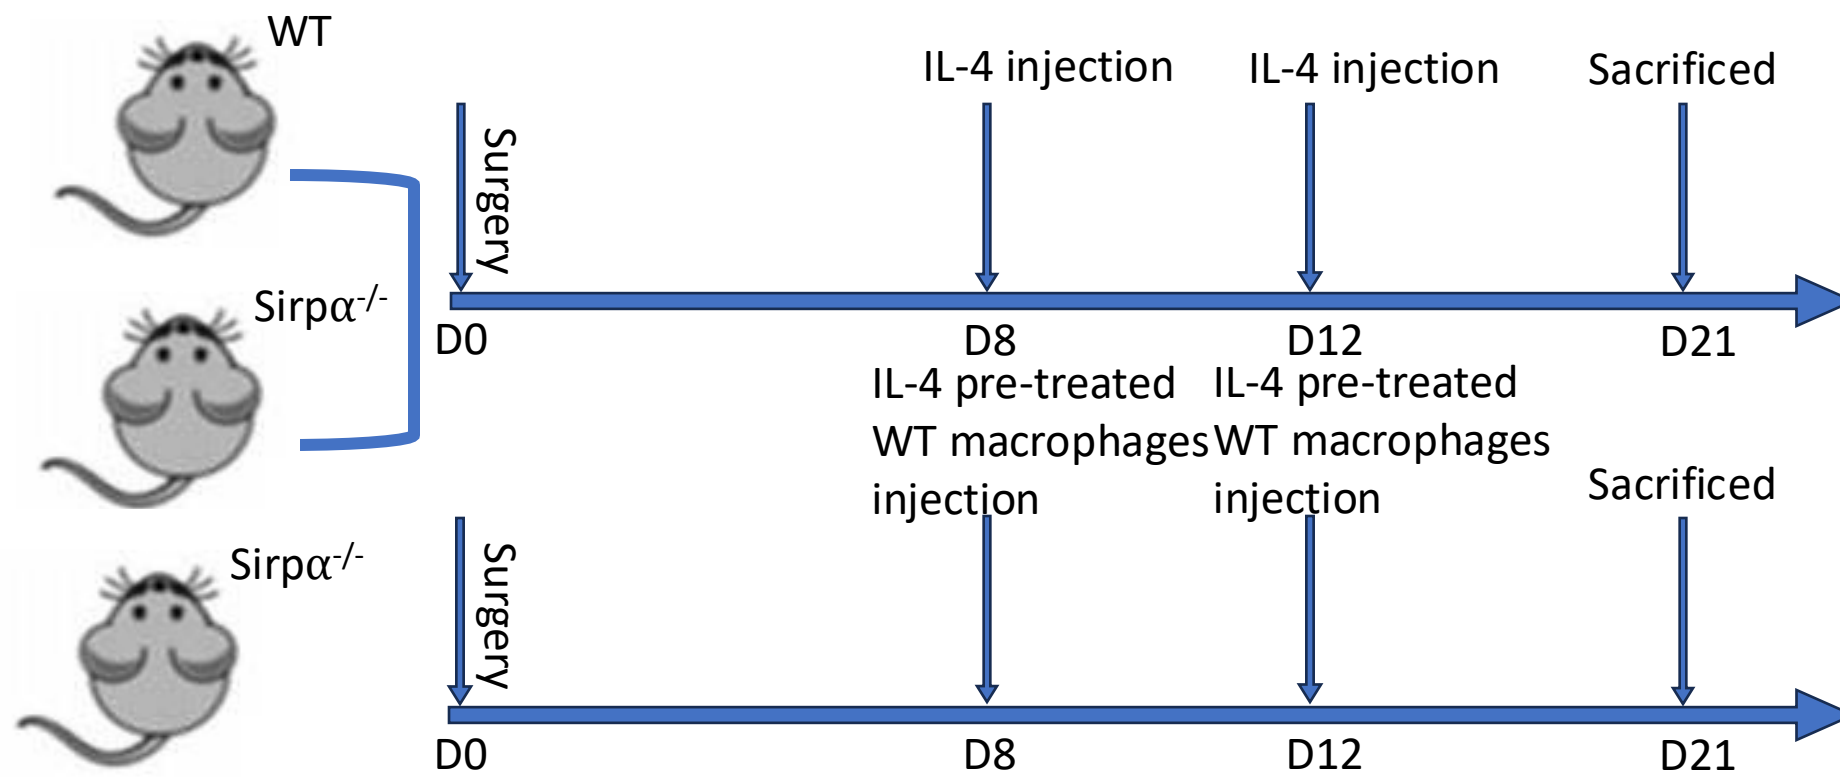 WT
IL-4 injection
IL-4 injection
Sacrificed
Surgery
Sirpα-/-
D0
D8
D12
D21
IL-4 pre-treated
WT macrophages
injection
IL-4 pre-treated
WT macrophages
injection
Sacrificed
Sirpα-/-
Surgery
D0
D8
D12
D21